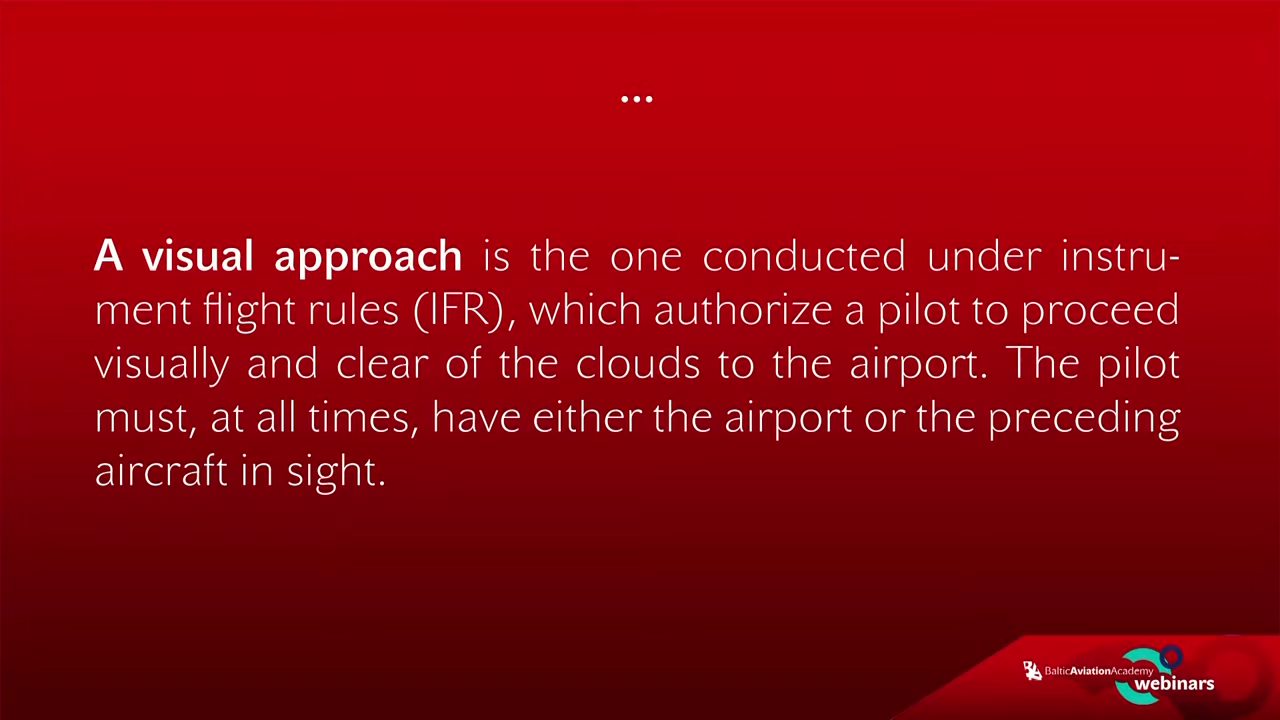 ...
A visual approach is the one conducted under instru-
ment flight rules (IFR), which authorize a pilot to proceed
visually and clear of the clouds to the airport. The pilot
must, at all times, have either the airport or the preceding
aircraft in sight.
BalticAviationAcademy
webinars